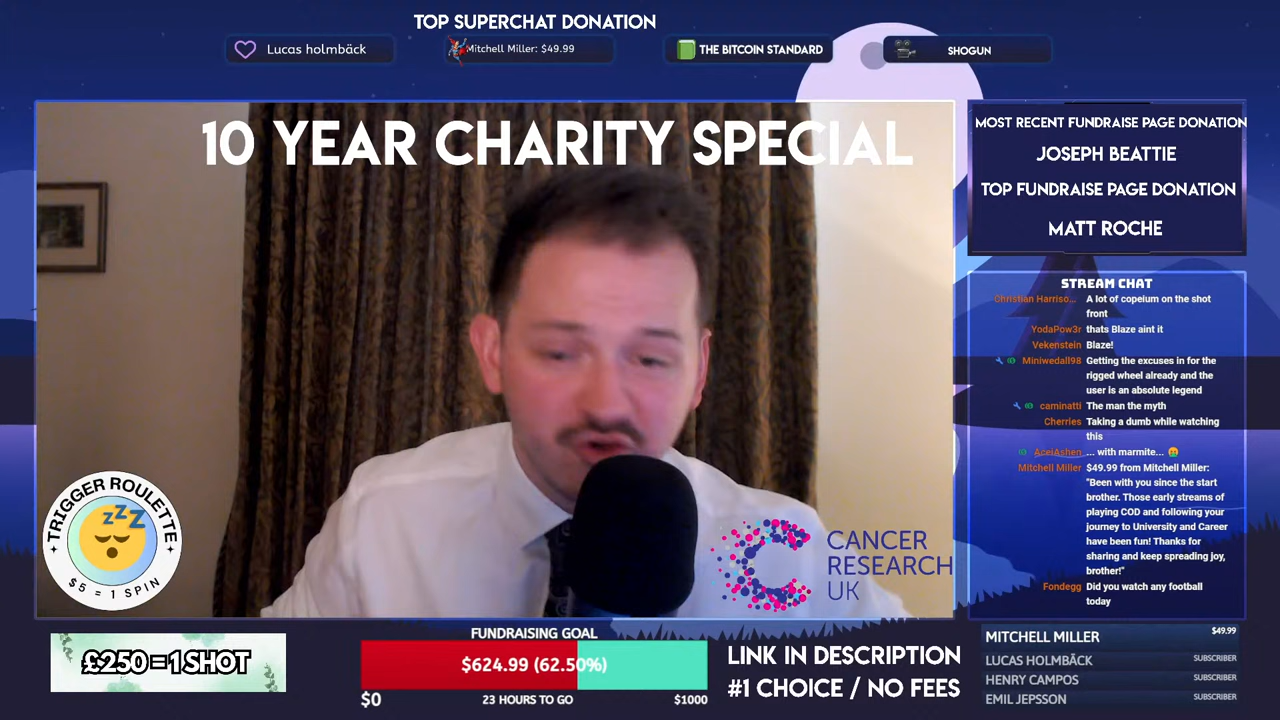 TOP SUPERCHAT DONATION
Lucas holmbäck
Mitchell Miller: $49.99
THE BITCOIN STANDARD
SHOGUN
10 YEAR CHARITY SPECIAL
MOST RECENT FUNDRAISE PAGE DONATION
JOSEPH BEATTIE
TOP FUNDRAISE PAGE DONATION
MATT ROCHE
STREAM CHAT
Christian Harriso... A lot of copeium on the shot
front
YodaPow3r thats Blaze aint it
Vekenstein Blaze!
Miniwedall98 Getting the excuses in for the
rigged wheel already and the
user is an absolute legend
caminatti The man the myth
Cherries Taking a dumb while watching
this
AceiAshen ... with marmite... 🤮
Mitchell Miller $49.99 from Mitchell Miller:
"Been with you since the start
brother. Those early streams of
playing COD and following your
journey to University and Career
have been fun! Thanks for
sharing and keep spreading joy,
brother!"
Fondegg Did you watch any football
today
TRIGGER ROULETTE
zzz
$5 = 1 SPIN
CANCER
RESEARCH
UK
£250 = 1 SHOT
FUNDRAISING GOAL
$624.99 (62.50%)
$0
23 HOURS TO GO
$1000
LINK IN DESCRIPTION
#1 CHOICE / NO FEES
MITCHELL MILLER $49.99
LUCAS HOLMBÄCK SUBSCRIBER
HENRY CAMPOS SUBSCRIBER
EMIL JEPSSON SUBSCRIBER